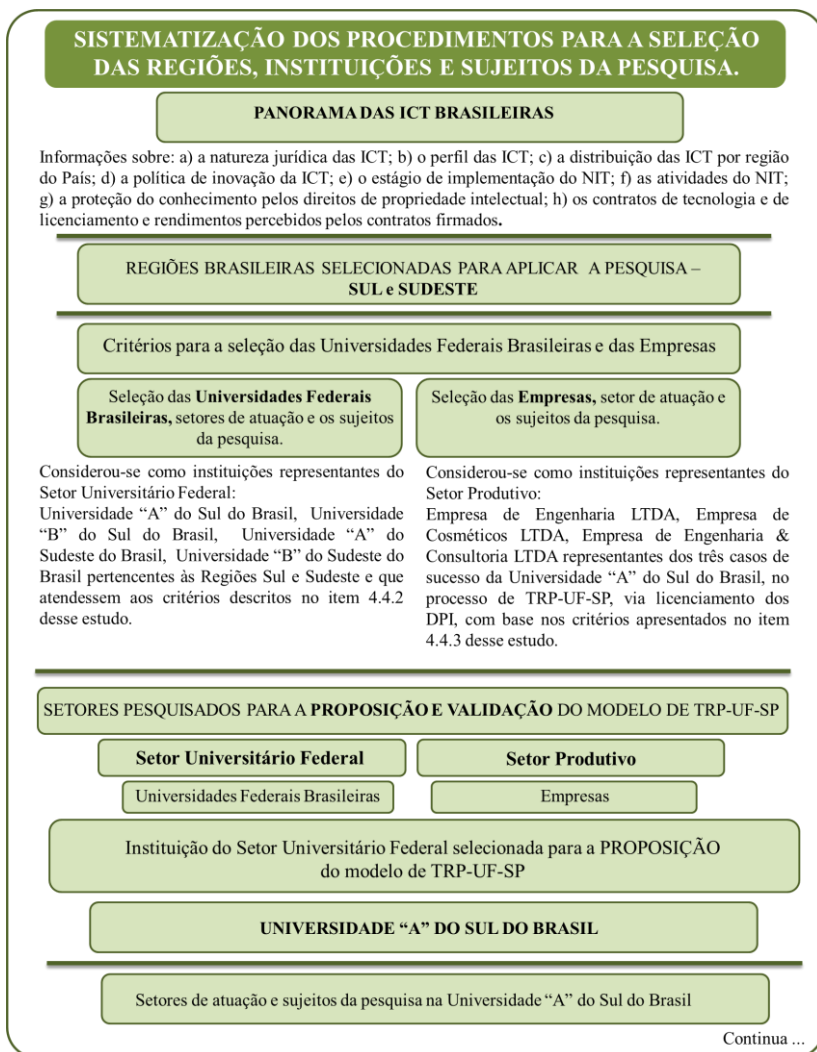 SISTEMATIZAÇÃO DOS PROCEDIMENTOS PARA A SELEÇÃO
DAS REGIÕES, INSTITUIÇÕES E SUJEITOS DA PESQUISA.
PANORAMA DAS ICT BRASILEIRAS
Informações sobre: a) a natureza jurídica das ICT; b) o perfil das ICT; c) a distribuição das ICT por região
do País; d) a política de inovação da ICT; e) o estágio de implementação do NIT; f) as atividades do NIT;
g) a proteção do conhecimento pelos direitos de propriedade intelectual; h) os contratos de tecnologia e de
licenciamento e rendimentos percebidos pelos contratos firmados.
REGIÕES BRASILEIRAS SELECIONADAS PARA APLICAR A PESQUISA –
SUL e SUDESTE
Critérios para a seleção das Universidades Federais Brasileiras e das Empresas
Seleção das Universidades Federais
Brasileiras, setores de atuação e os sujeitos
da pesquisa.
Seleção das Empresas, setor de atuação e
os sujeitos da pesquisa.
Considerou-se como instituições representantes do
Setor Universitário Federal:
Universidade “A” do Sul do Brasil, Universidade
“B” do Sul do Brasil, Universidade “A” do
Sudeste do Brasil, Universidade “B” do Sudeste do
Brasil pertencentes às Regiões Sul e Sudeste e que
atendessem aos critérios descritos no item 4.4.2
desse estudo.
Considerou-se como instituições representantes do
Setor Produtivo:
Empresa de Engenharia LTDA, Empresa de
Cosméticos LTDA, Empresa de Engenharia &
Consultoria LTDA representantes dos três casos de
sucesso da Universidade “A” do Sul do Brasil, no
processo de TRP-UF-SP, via licenciamento dos
DPI, com base nos critérios apresentados no item
4.4.3 desse estudo.
SETORES PESQUISADOS PARA A PROPOSIÇÃO E VALIDAÇÃO DO MODELO DE TRP-UF-SP
Setor Universitário Federal
Setor Produtivo
Universidades Federais Brasileiras
Empresas
Instituição do Setor Universitário Federal selecionada para a PROPOSIÇÃO
do modelo de TRP-UF-SP
UNIVERSIDADE “A” DO SUL DO BRASIL
Setores de atuação e sujeitos da pesquisa na Universidade “A” do Sul do Brasil
Continua ...